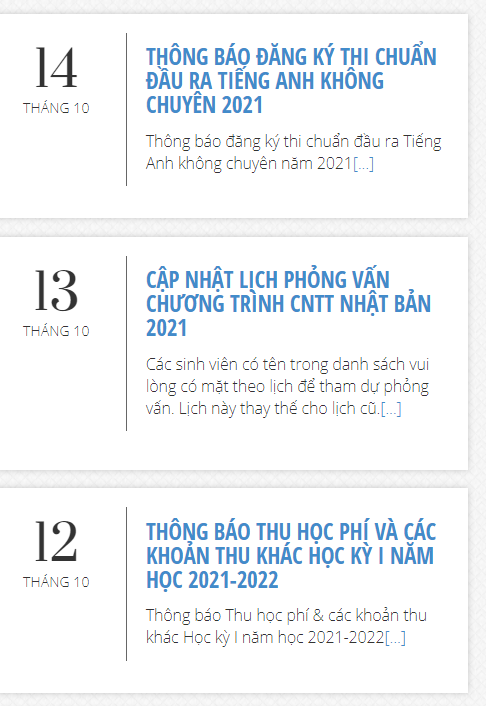 14
THÁNG 10
THÔNG BÁO ĐĂNG KÝ THI CHUẨN
ĐẦU RA TIẾNG ANH KHÔNG
CHUYÊN 2021
Thông báo đăng ký thi chuẩn đầu ra Tiếng
Anh không chuyên năm 2021[...]
13
THÁNG 10
CẬP NHẬT LỊCH PHỎNG VẤN
CHƯƠNG TRÌNH CNTT NHẬT BẢN
2021
Các sinh viên có tên trong danh sách vui
lòng có mặt theo lịch để tham dự phỏng
vấn. Lịch này thay thế cho lịch cũ.[...]
12
THÁNG 10
THÔNG BÁO THU HỌC PHÍ VÀ CÁC
KHOẢN THU KHÁC HỌC KỲ I NĂM
HỌC 2021-2022
Thông báo Thu học phí & các khoản thu
khác Học kỳ I năm học 2021-2022[...]